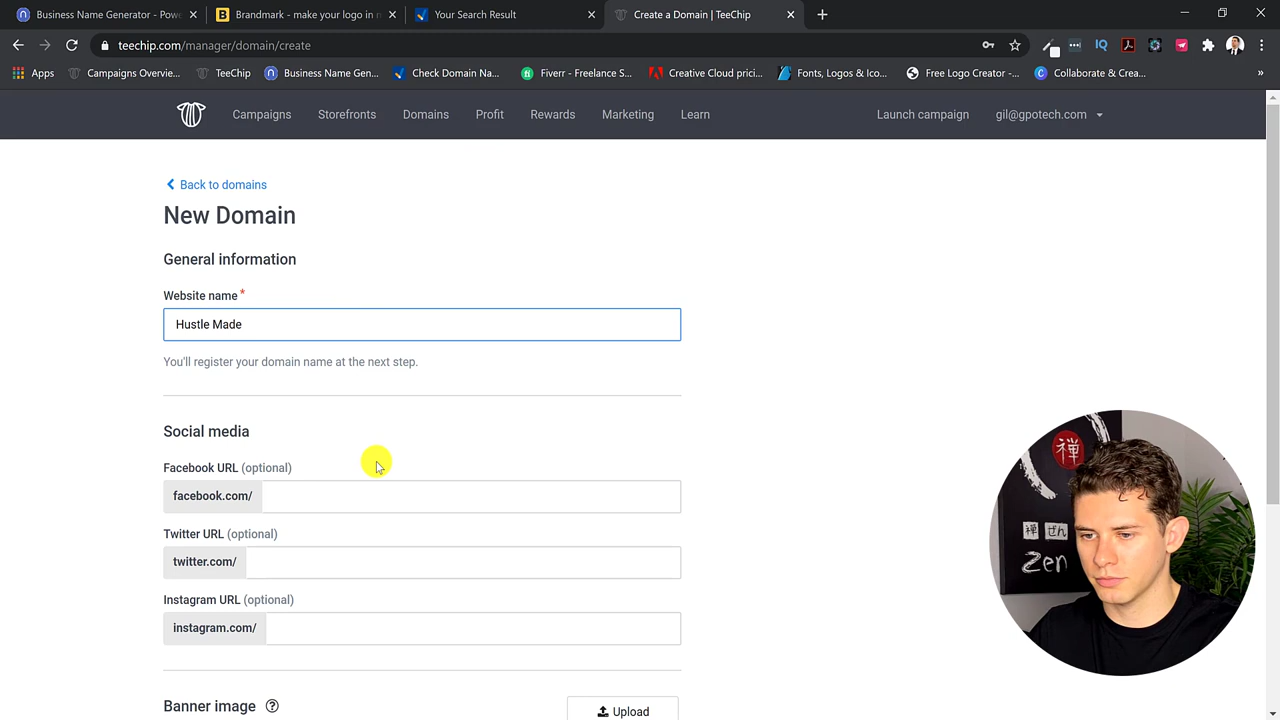 Business Name Generator - Powe
Brandmark - make your logo in n
Your Search Result
Create a Domain | TeeChip
teechip.com/manager/domain/create
Apps
Campaigns Overvie...
TeeChip
Business Name Gen...
Check Domain Na...
Fiverr - Freelance S...
Creative Cloud prici...
Fonts, Logos & Ico...
Free Logo Creator -...
Collaborate & Crea...
Campaigns
Storefronts
Domains
Profit
Rewards
Marketing
Learn
Launch campaign
gil@gpotech.com
Back to domains
New Domain
General information
Website name *
Hustle Made
You'll register your domain name at the next step.
Social media
Facebook URL (optional)
facebook.com/
Twitter URL (optional)
twitter.com/
Instagram URL (optional)
instagram.com/
Banner image
Upload
禅
禅 ぜん
Zen